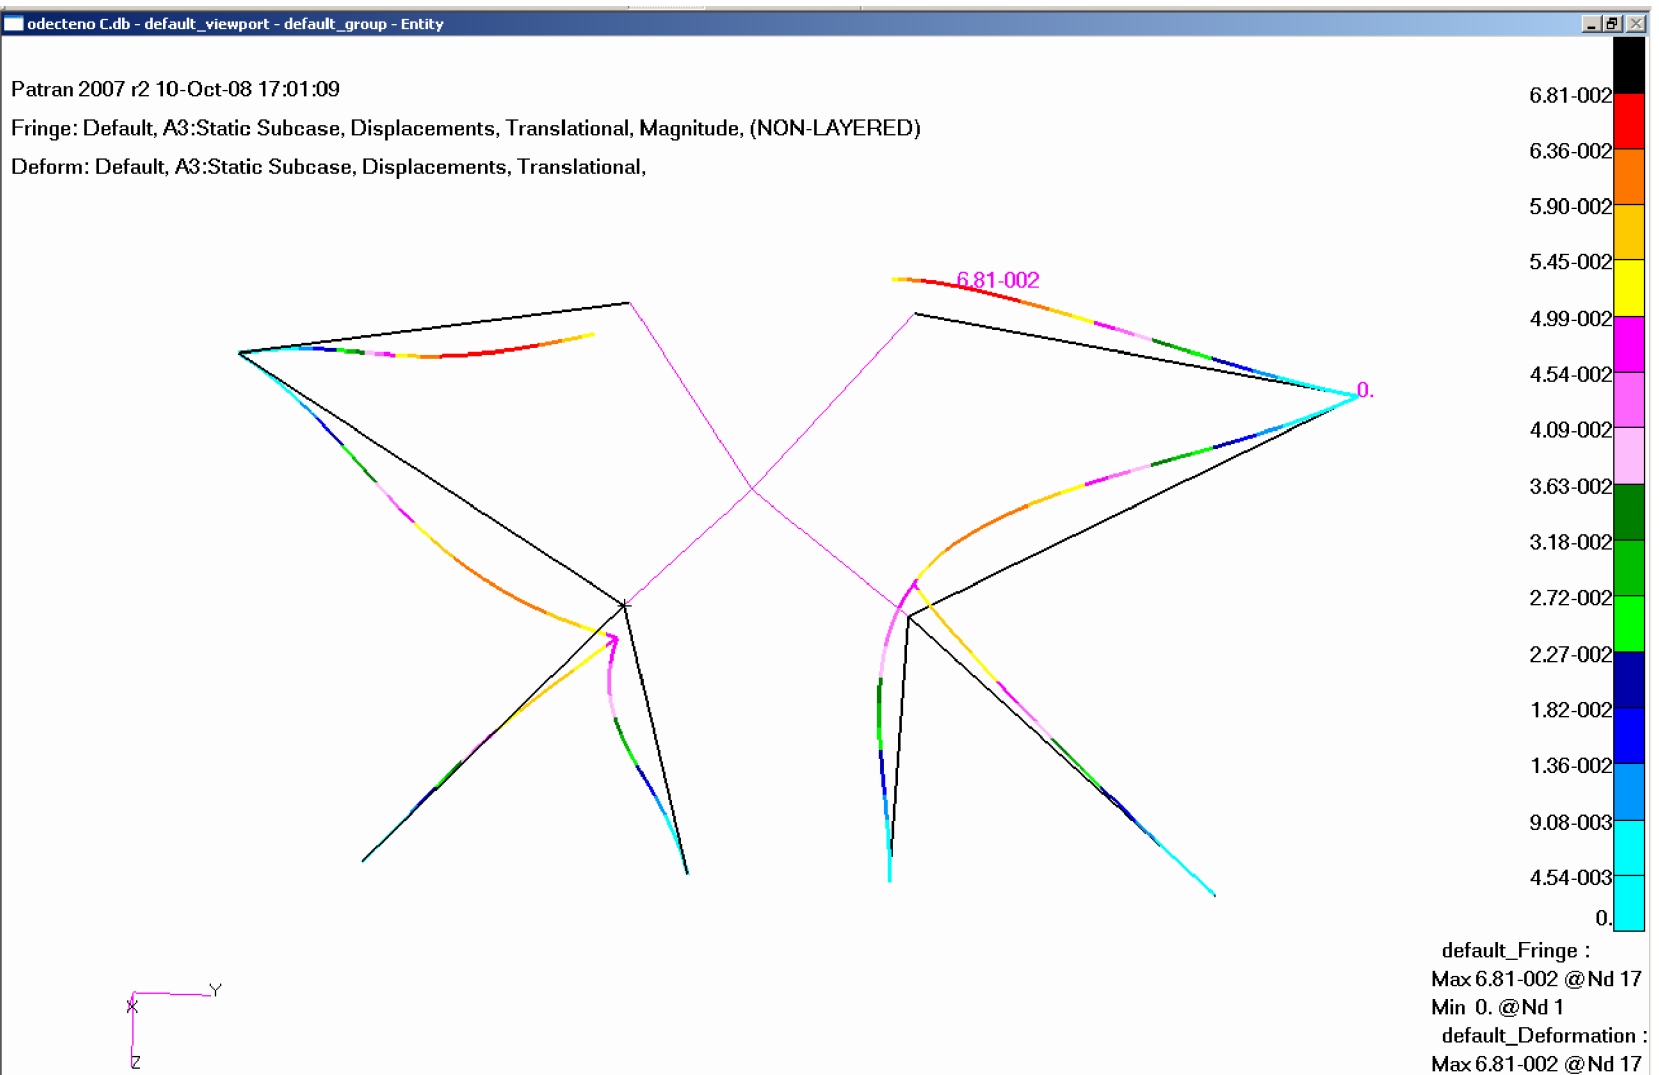 odecteno C.db - default_viewport - default_group - Entity
Patran 2007 r2 10-Oct-08 17:01:09
Fringe: Default, A3:Static Subcase, Displacements, Translational, Magnitude, (NON-LAYERED)
Deform: Default, A3:Static Subcase, Displacements, Translational,
6.81-002
6.36-002
5.90-002
5.45-002
4.99-002
4.54-002
4.09-002
3.63-002
3.18-002
2.72-002
2.27-002
1.82-002
1.36-002
9.08-003
4.54-003
0.
6.81-002
0.
default_Fringe :
Max 6.81-002 @Nd 17
Min 0. @Nd 1
default_Deformation :
Max 6.81-002 @Nd 17
X
Y
Z